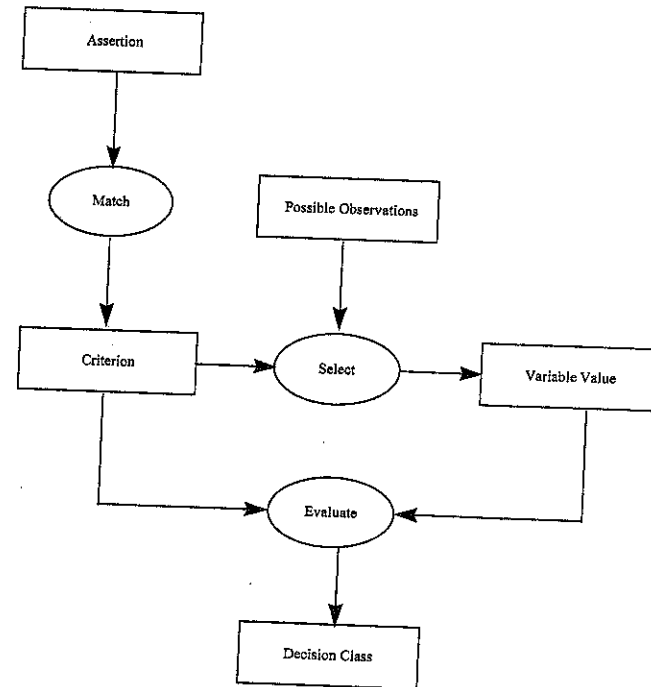 Assertion
Match
Possible Observations
Criterion
Select
Variable Value
Evaluate
Decision Class